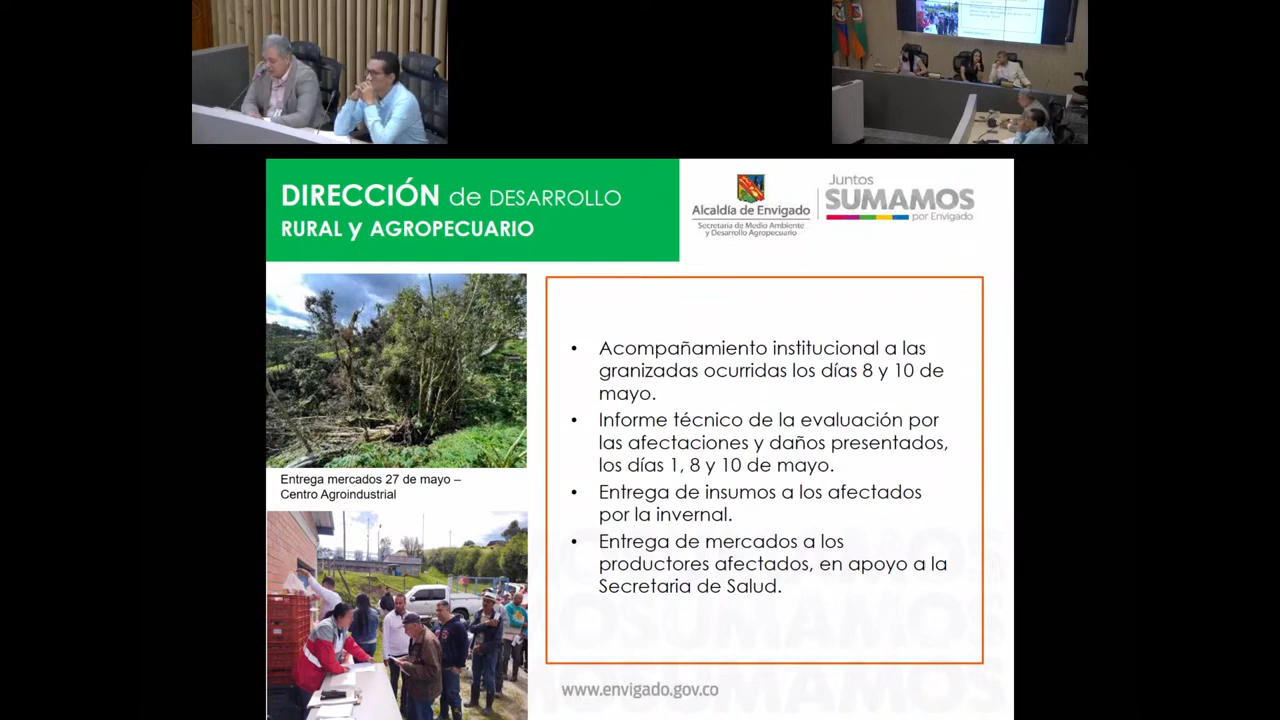 DIRECCIÓN de DESARROLLO
RURAL y AGROPECUARIO
Alcaldía de Envigado
Secretaría de Medio Ambiente
y Desarrollo Agropecuario
Juntos
SUMAMOS
por Envigado
Entrega mercados 27 de mayo –
Centro Agroindustrial
• Acompañamiento institucional a las
granizadas ocurridas los días 8 y 10 de
mayo.
• Informe técnico de la evaluación por
las afectaciones y daños presentados,
los días 1, 8 y 10 de mayo.
• Entrega de insumos a los afectados
por la invernal.
• Entrega de mercados a los
productores afectados, en apoyo a la
Secretaria de Salud.
www.envigado.gov.co